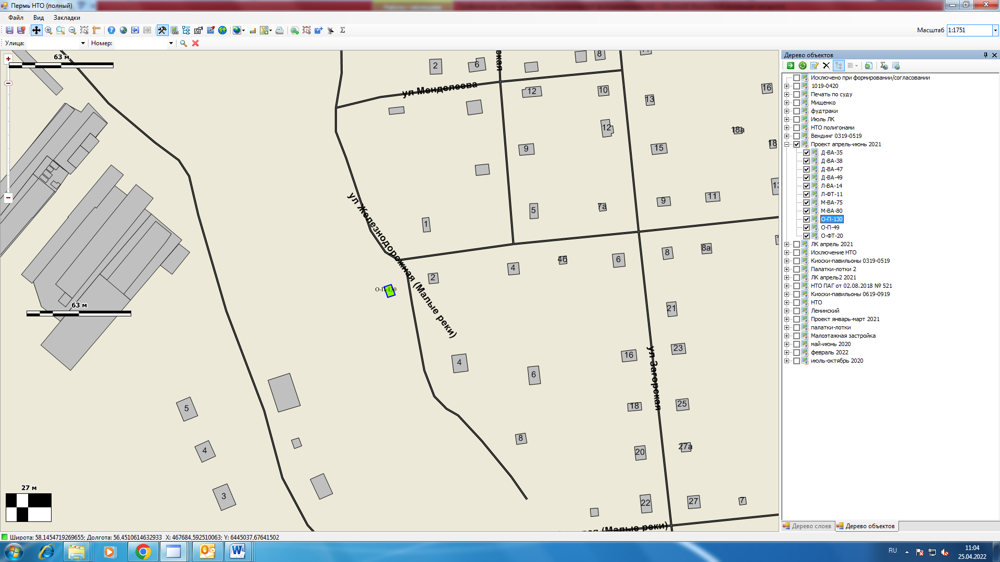 Пермь НТО (полный)
Файл Вид Закладки
Масштаб 1:1751
Улица: Номер:
63 м
ул Менделеева
ская
2
6
8
12
10
13
16
12
18а
18
9
15
5
7а
9
11
1
ул Железнодорожная (Малые реки)
2
4
4б
6
8
8а
О-П-130
21
63 м
4
6
16
23
ул Загорская
18
25
5
8
4
20
27а
3
22
27
7
27 м
(Малые реки)
Дерево объектов
Исключено при формировании/согласовании
1019-0420
Печать по суду
Мищенко
фудтраки
Июль ЛК
НТО полигонами
Вендинг 0319-0519
Проект апрель-июнь 2021
Д-ВА-35
Д-ВА-38
Д-ВА-47
Д-ВА-49
Л-ВА-14
Л-ФТ-11
М-ВА-75
М-ВА-80
О-П-130
О-П-49
О-ФТ-20
ЛК апрель 2021
Исключение НТО
Киоски-павильоны 0319-0519
Палатки-лотки 2
ЛК апрель2 2021
НТО ПАГ от 02.08.2018 № 521
Киоски-павильоны 0619-0919
НТО
Ленинский
Проект январь-март 2021
палатки-лотки
Малоэтажная застройка
май-июнь 2020
февраль 2022
июль-октябрь 2020
Дерево слоев Дерево объектов
Широта: 58,1454719269655; Долгота: 56,4510614632933 X: 467684,592510063; Y: 6445037,67641502
RU
11:04
25.04.2022